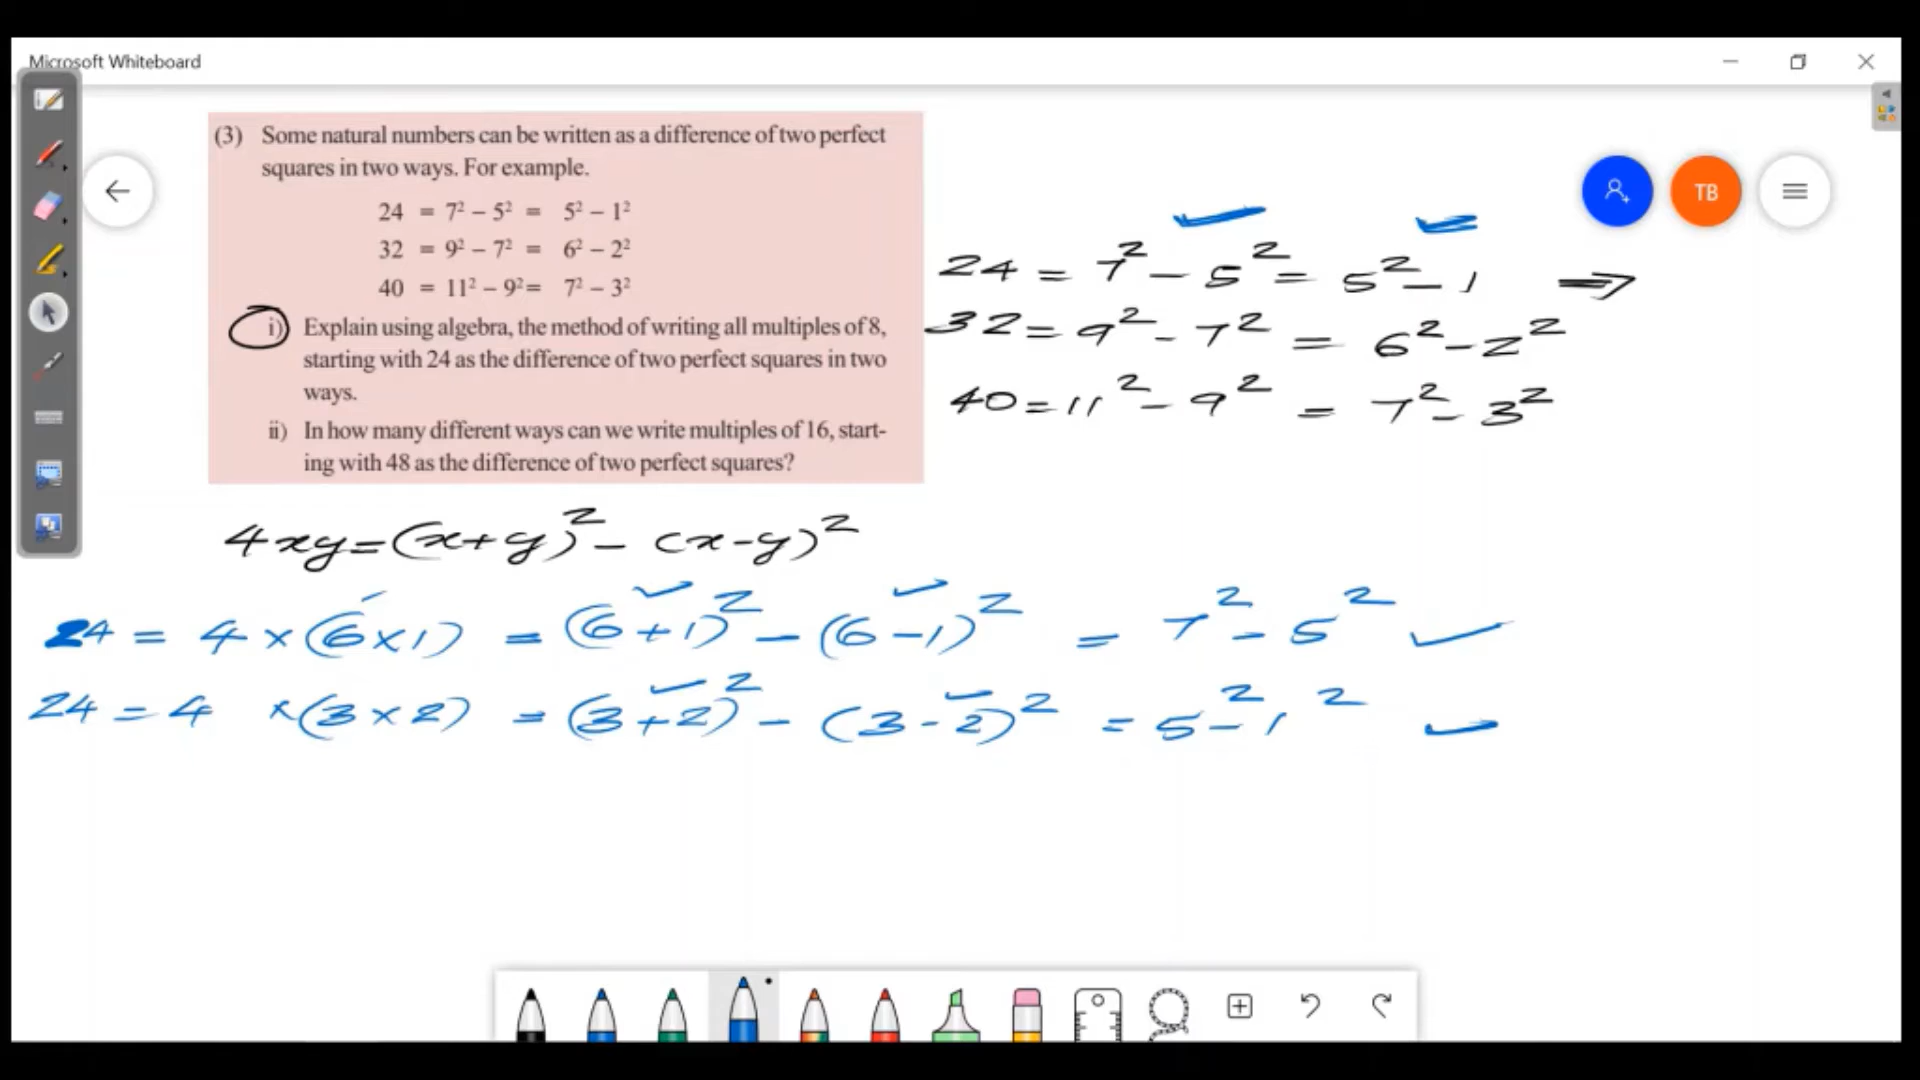 Microsoft Whiteboard
TB
(3) Some natural numbers can be written as a difference of two perfect
squares in two ways. For example.
24 = 7² – 5² = 5² – 1²
32 = 9² – 7² = 6² – 2²
40 = 11² – 9² = 7² – 3²
i) Explain using algebra, the method of writing all multiples of 8,
starting with 24 as the difference of two perfect squares in two
ways.
ii) In how many different ways can we write multiples of 16, start-
ing with 48 as the difference of two perfect squares?
24 = 7² – 5² = 5² – 1 ⇒
32 = 9² - 7² = 6² – 2²
40 = 11² – 9² = 7² – 3²
4xy = (x+y)² – (x-y)²
24 = 4 × (6×1) = (6+1)² – (6–1)² = 7² – 5²
24 = 4 × (3×2) = (3+2)² – (3-2)² = 5² – 1²